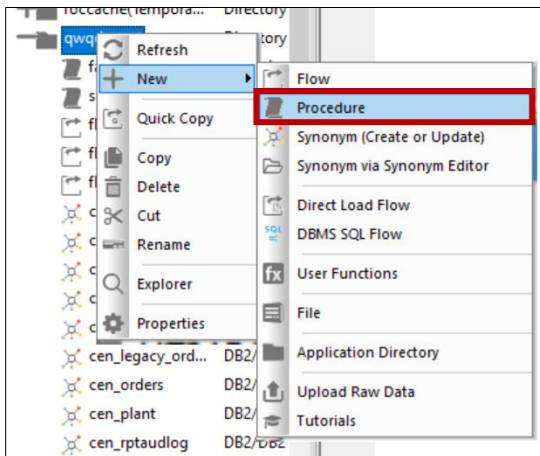 foccache(Tempora... Directory
qwq
Refresh
New
Quick Copy
Copy
Delete
Cut
Rename
Explorer
Properties
Flow
Procedure
Synonym (Create or Update)
Synonym via Synonym Editor
Direct Load Flow
SQL
DBMS SQL Flow
fx
User Functions
File
Application Directory
Upload Raw Data
Tutorials
cen_legacy_ord... DB2/
cen_orders DB2/
cen_plant DB2/
cen_rptaudlog DB2/DB2